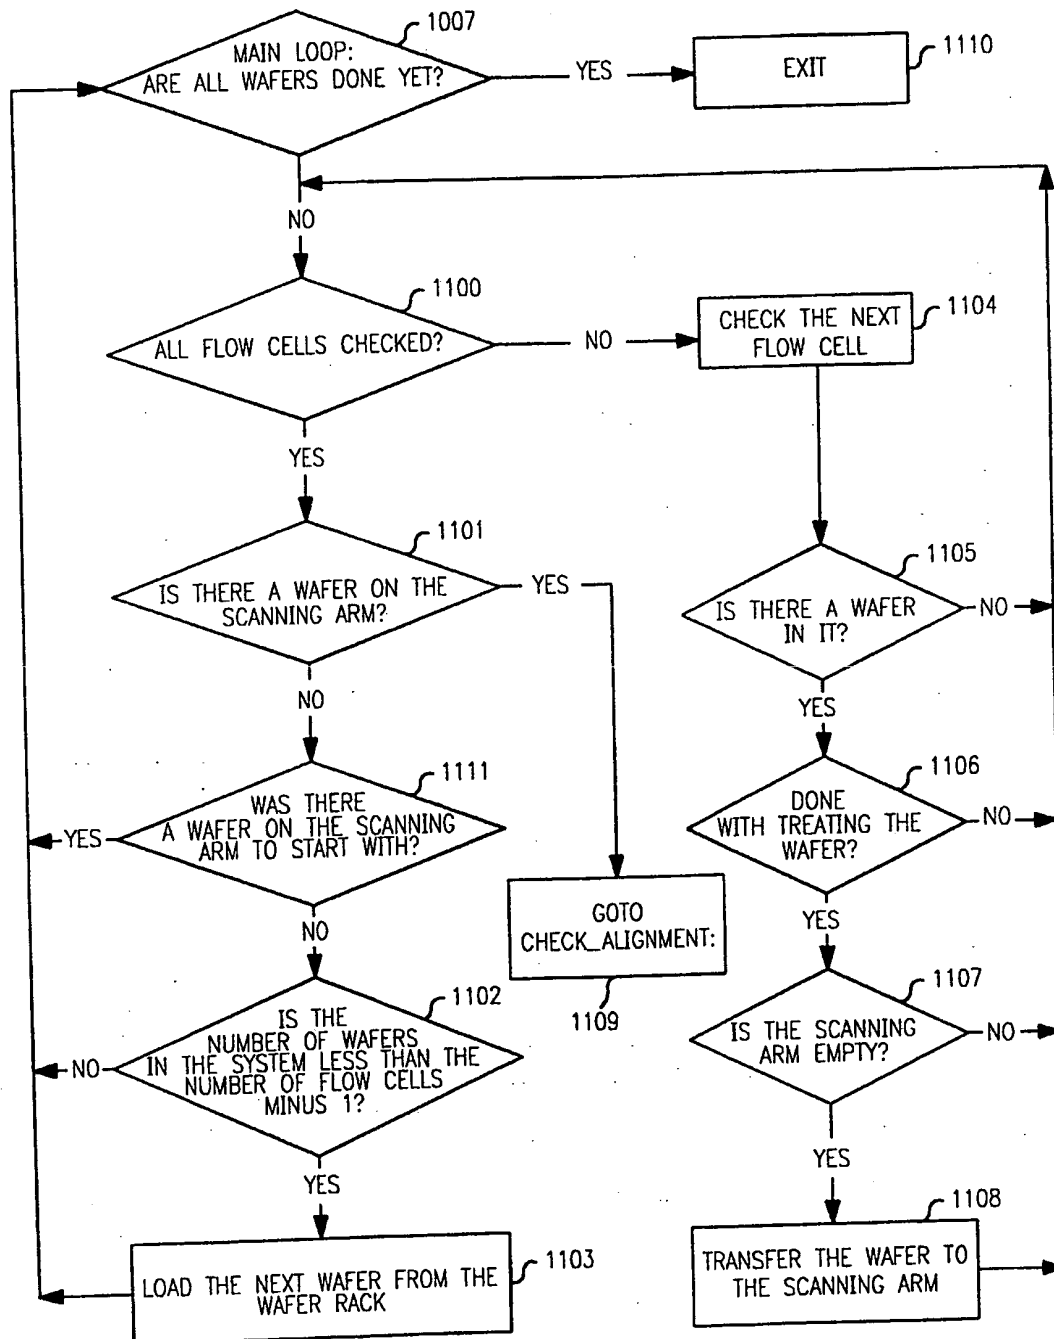 1007
MAIN LOOP:
ARE ALL WAFERS DONE YET?
YES
EXIT
1110
NO
1100
ALL FLOW CELLS CHECKED?
NO
CHECK THE NEXT
FLOW CELL
1104
YES
1101
IS THERE A WAFER ON THE
SCANNING ARM?
YES
1105
IS THERE A WAFER
IN IT?
NO
NO
YES
1111
WAS THERE
A WAFER ON THE SCANNING
ARM TO START WITH?
YES
1106
DONE
WITH TREATING THE
WAFER?
NO
NO
GOTO
CHECK_ALIGNMENT:
1109
YES
1102
IS THE
NUMBER OF WAFERS
IN THE SYSTEM LESS THAN THE
NUMBER OF FLOW CELLS
MINUS 1?
NO
1107
IS THE SCANNING
ARM EMPTY?
NO
YES
YES
1103
LOAD THE NEXT WAFER FROM THE
WAFER RACK
1108
TRANSFER THE WAFER TO
THE SCANNING ARM